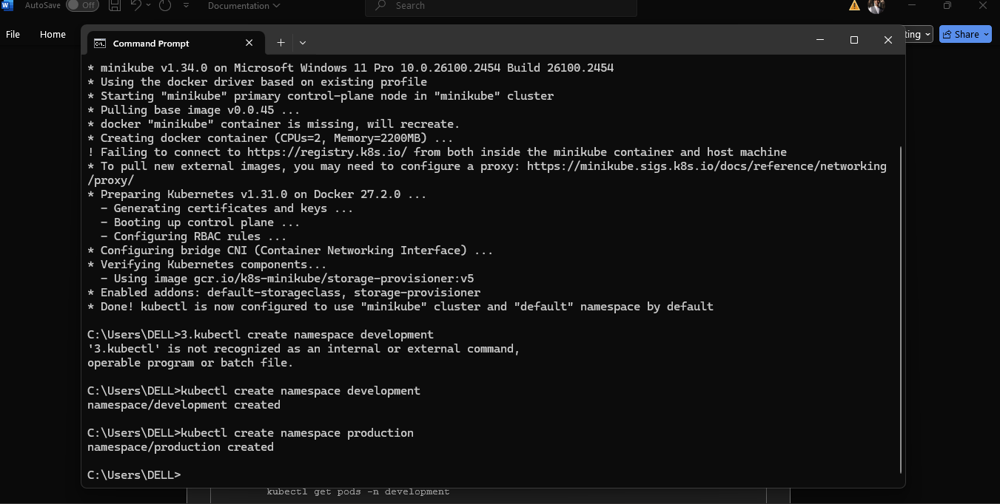 AutoSave Off Documentation Search
File Home ting Share
Command Prompt
* minikube v1.34.0 on Microsoft Windows 11 Pro 10.0.26100.2454 Build 26100.2454
* Using the docker driver based on existing profile
* Starting "minikube" primary control-plane node in "minikube" cluster
* Pulling base image v0.0.45 ...
* docker "minikube" container is missing, will recreate.
* Creating docker container (CPUs=2, Memory=2200MB) ...
! Failing to connect to https://registry.k8s.io/ from both inside the minikube container and host machine
* To pull new external images, you may need to configure a proxy: https://minikube.sigs.k8s.io/docs/reference/networking
/proxy/
* Preparing Kubernetes v1.31.0 on Docker 27.2.0 ...
- Generating certificates and keys ...
- Booting up control plane ...
- Configuring RBAC rules ...
* Configuring bridge CNI (Container Networking Interface) ...
* Verifying Kubernetes components...
- Using image gcr.io/k8s-minikube/storage-provisioner:v5
* Enabled addons: default-storageclass, storage-provisioner
* Done! kubectl is now configured to use "minikube" cluster and "default" namespace by default
C:\Users\DELL>3.kubectl create namespace development
'3.kubectl' is not recognized as an internal or external command,
operable program or batch file.
C:\Users\DELL>kubectl create namespace development
namespace/development created
C:\Users\DELL>kubectl create namespace production
namespace/production created
C:\Users\DELL>
kubectl get pods -n development